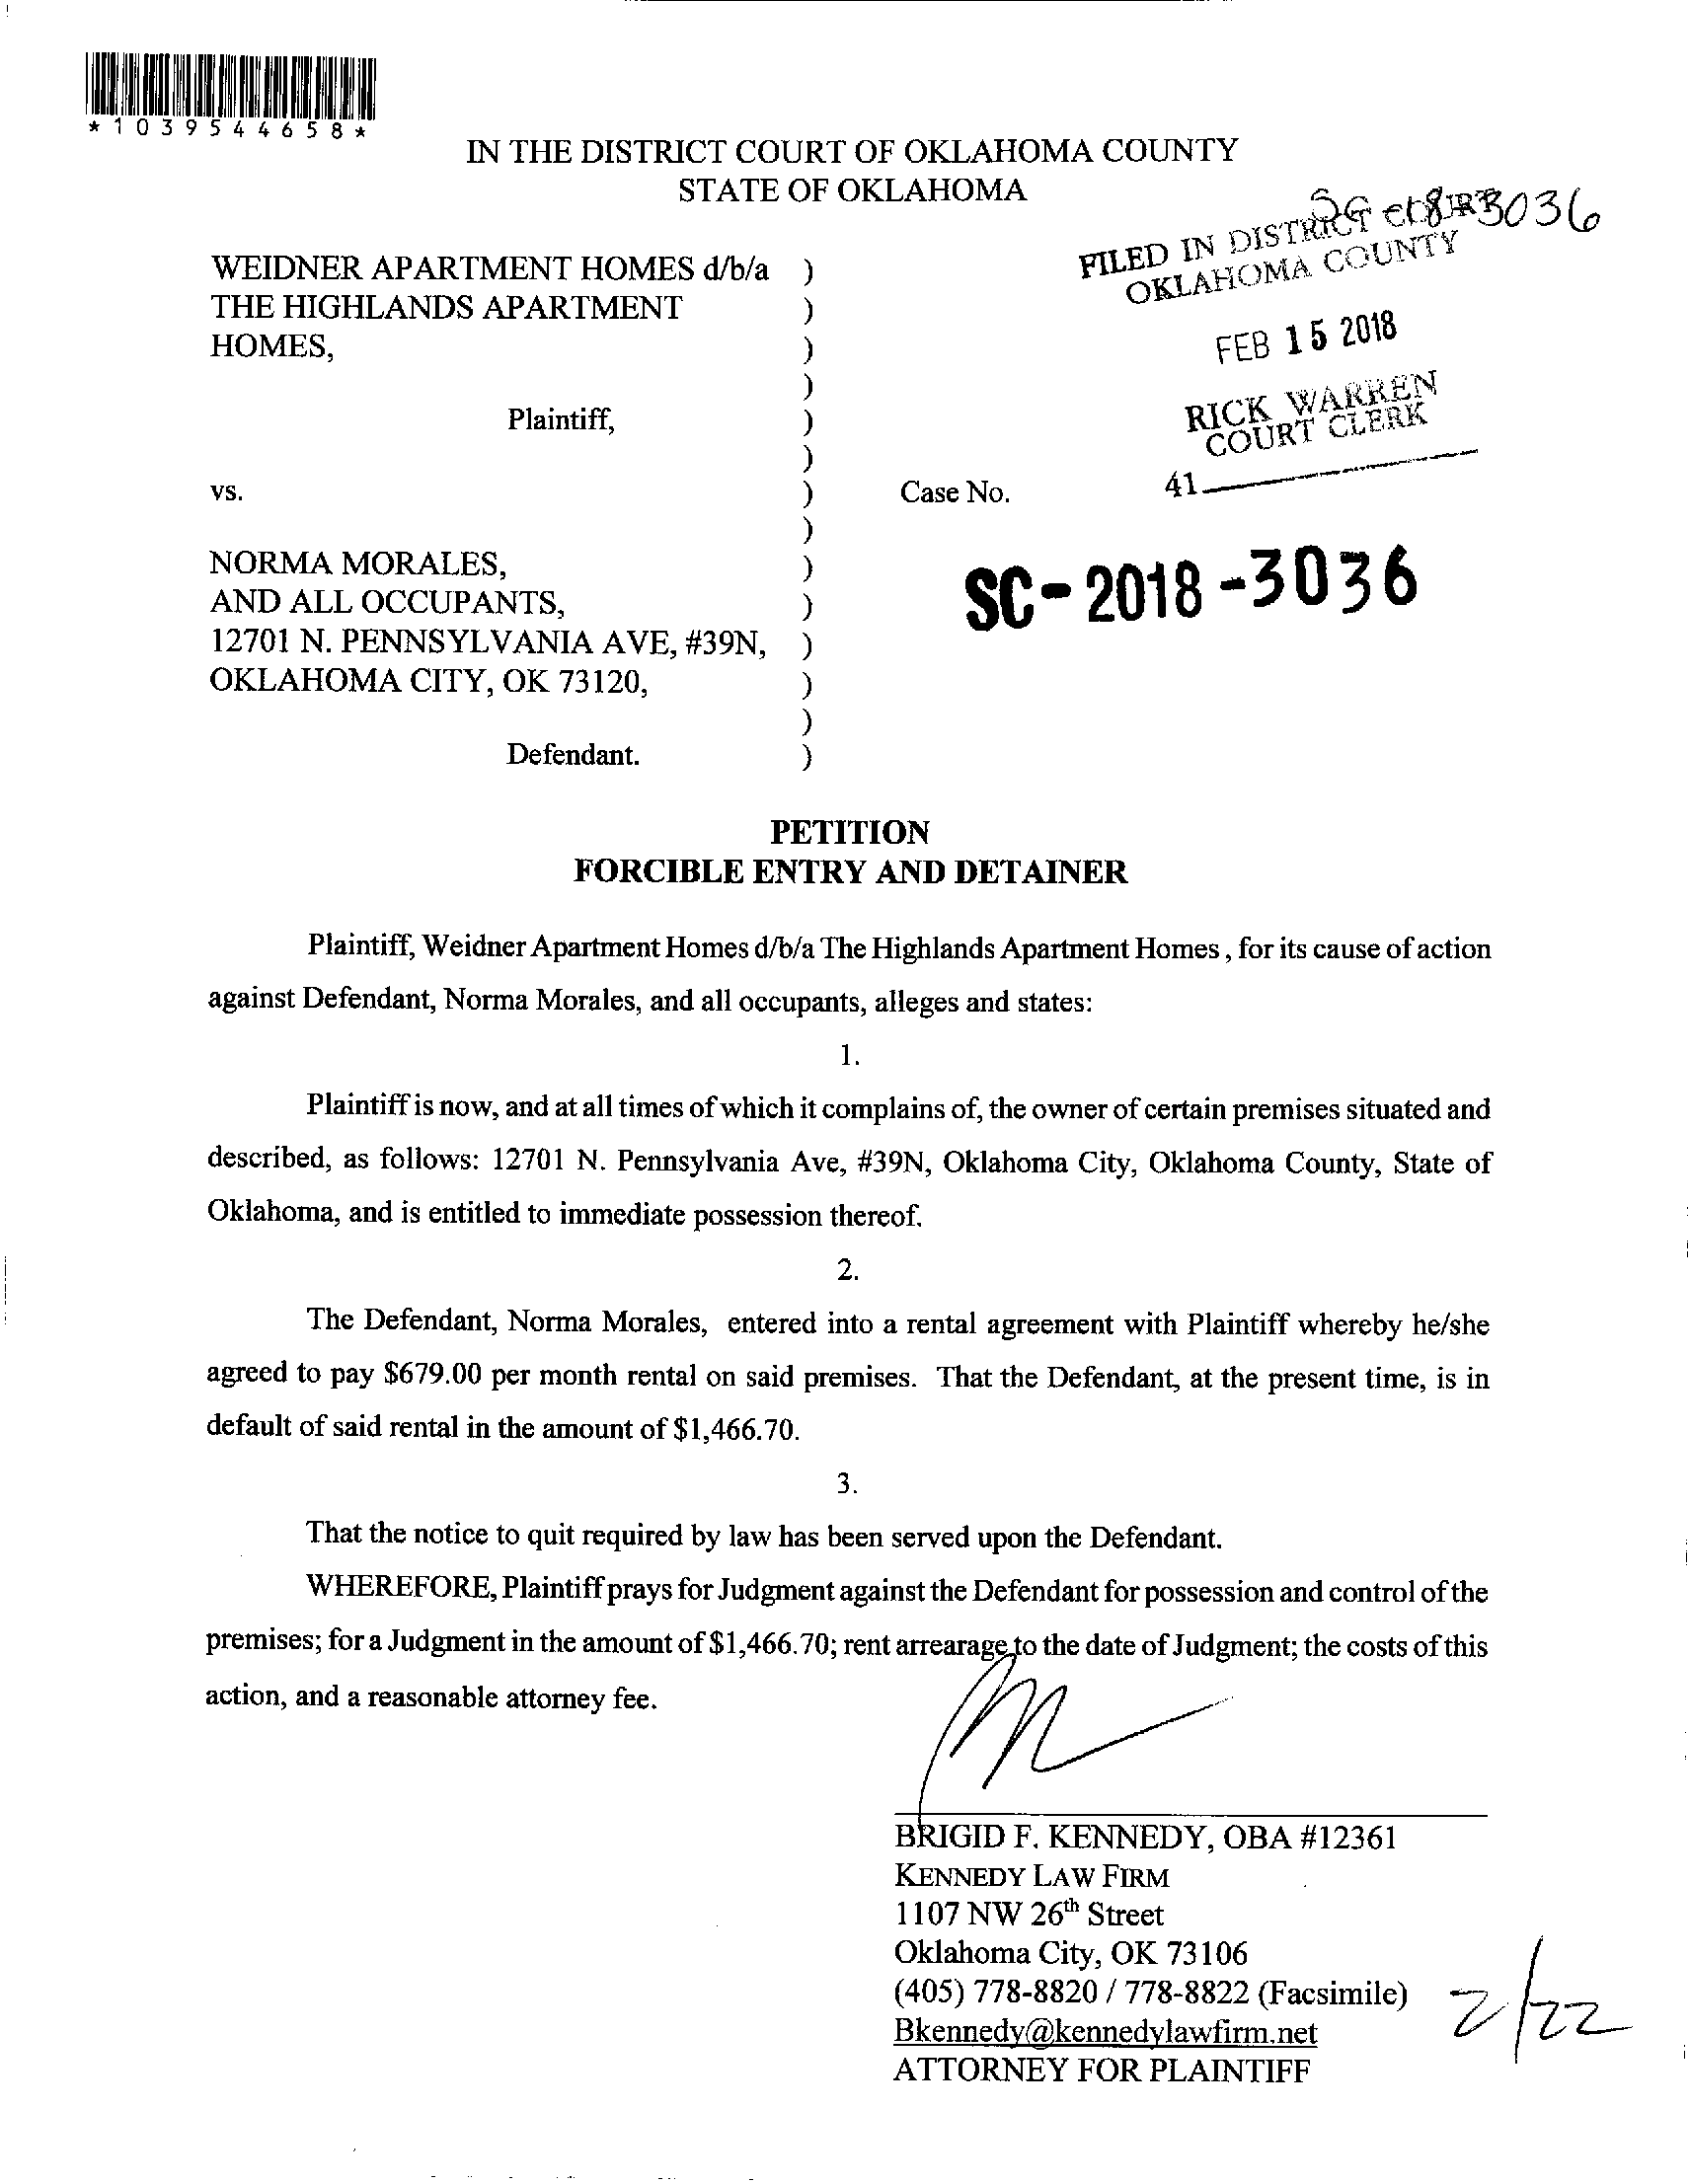 *1039544658*
IN THE DISTRICT COURT OF OKLAHOMA COUNTY
STATE OF OKLAHOMA
SC 18-3036
FILED IN DISTRICT COURT
OKLAHOMA COUNTY
FEB 15 2018
RICK WARREN
COURT CLERK
41
WEIDNER APARTMENT HOMES d/b/a )
THE HIGHLANDS APARTMENT )
HOMES, )
)
Plaintiff, )
)
vs. ) Case No.
)
NORMA MORALES, )
SC-2018-3036
AND ALL OCCUPANTS, )
12701 N. PENNSYLVANIA AVE, #39N, )
OKLAHOMA CITY, OK 73120, )
)
Defendant. )
PETITION
FORCIBLE ENTRY AND DETAINER
Plaintiff, Weidner Apartment Homes d/b/a The Highlands Apartment Homes , for its cause of action
against Defendant, Norma Morales, and all occupants, alleges and states:
1.
Plaintiff is now, and at all times of which it complains of, the owner of certain premises situated and
described, as follows: 12701 N. Pennsylvania Ave, #39N, Oklahoma City, Oklahoma County, State of
Oklahoma, and is entitled to immediate possession thereof.
2.
The Defendant, Norma Morales, entered into a rental agreement with Plaintiff whereby he/she
agreed to pay $679.00 per month rental on said premises. That the Defendant, at the present time, is in
default of said rental in the amount of $1,466.70.
3.
That the notice to quit required by law has been served upon the Defendant.
WHEREFORE, Plaintiff prays for Judgment against the Defendant for possession and control of the
premises; for a Judgment in the amount of $1,466.70; rent arrearage to the date of Judgment; the costs of this
action, and a reasonable attorney fee.
BRIGID F. KENNEDY, OBA #12361
KENNEDY LAW FIRM
1107 NW 26th Street
Oklahoma City, OK 73106
(405) 778-8820 / 778-8822 (Facsimile)
Bkennedy@kennedylawfirm.net
ATTORNEY FOR PLAINTIFF
2/22